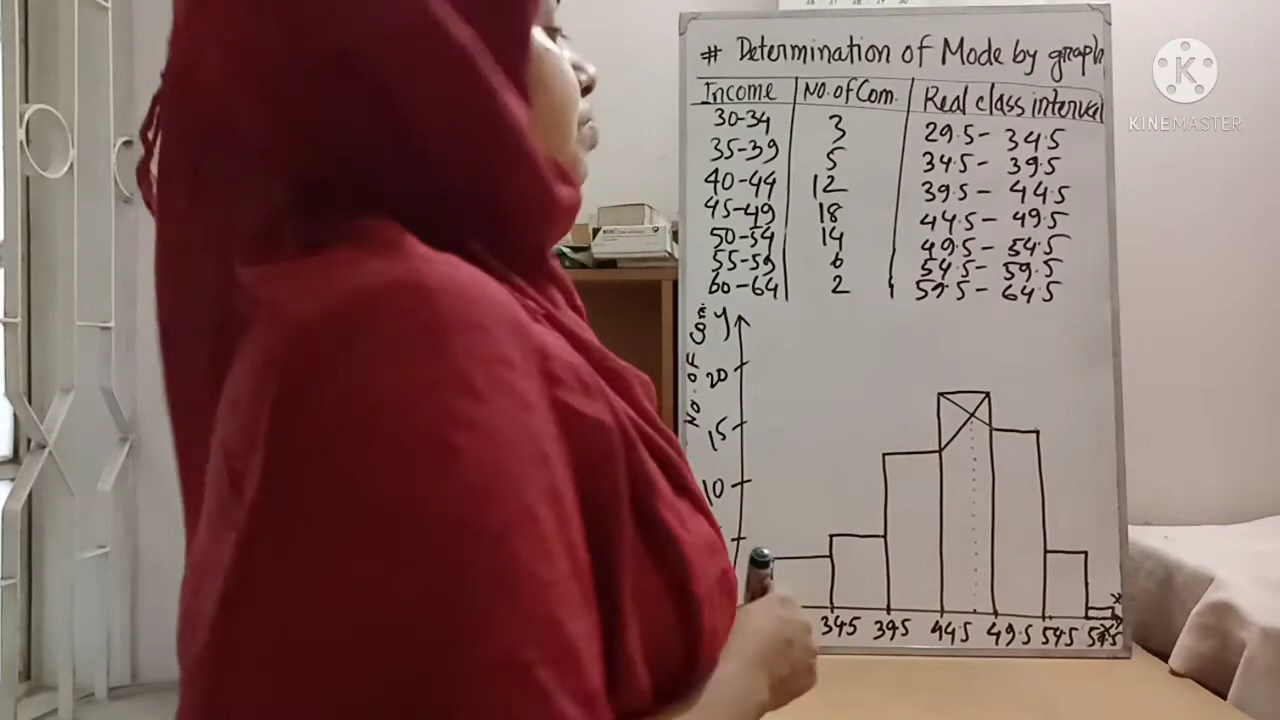 # Determination of Mode by graph
Income No. of Com. Real class interval
30-34 3 29.5 - 34.5
35-39 5 34.5 - 39.5
40-44 12 39.5 - 44.5
45-49 18 44.5 - 49.5
50-54 14 49.5 - 54.5
55-59 6 54.5 - 59.5
60-64 2 59.5 - 64.5
No. of Com. Y
20
15
10
X
34.5 39.5 44.5 49.5 54.5 59.5
K
KINEMASTER